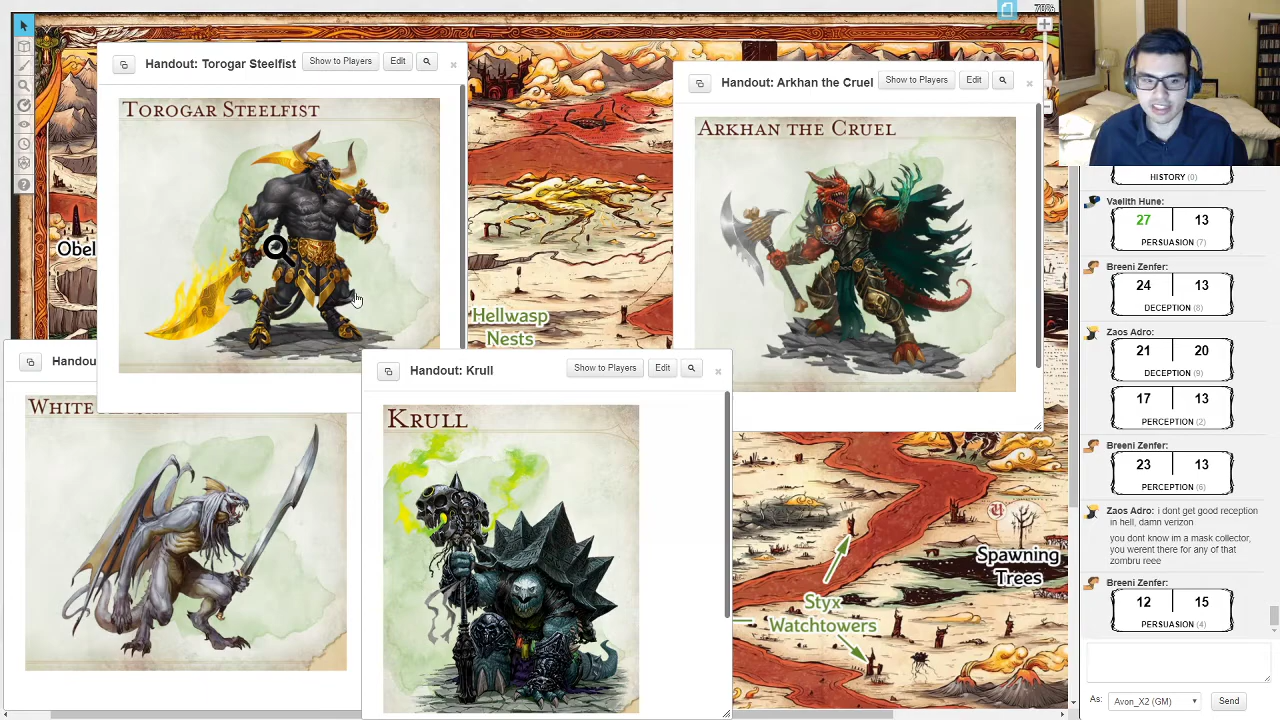 78%
Handout: Torogar Steelfist
Show to Players
Edit
Torogar Steelfist
Handout: Arkhan the Cruel
Show to Players
Edit
Arkhan the Cruel
Obel
Hellwasp
Nests
Hando
White
Handout: Krull
Show to Players
Edit
Krull
Spawning
Trees
Styx
Watchtowers
HISTORY (0)
Vaelith Hune:
27 13
PERSUASION (7)
Breeni Zenfer:
24 13
DECEPTION (8)
Zaos Adro:
21 20
DECEPTION (9)
17 13
PERCEPTION (2)
Breeni Zenfer:
23 13
PERCEPTION (6)
Zaos Adro: i dont get good reception
in hell, damn verizon
you dont know im a mask collector,
you werent there for any of that
zombru reee
Breeni Zenfer:
12 15
PERSUASION (4)
As: Avon_X2 (GM)
Send